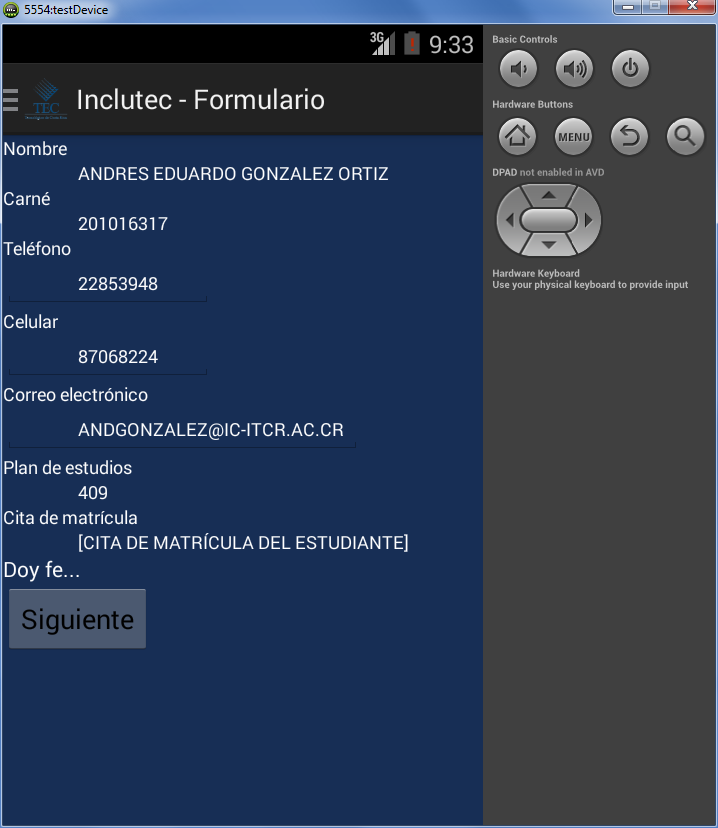 5554:testDevice
3G 9:33
TEC
Inclutec - Formulario
Nombre
ANDRES EDUARDO GONZALEZ ORTIZ
Carné
201016317
Teléfono
22853948
Celular
87068224
Correo electrónico
ANDGONZALEZ@IC-ITCR.AC.CR
Plan de estudios
409
Cita de matrícula
[CITA DE MATRÍCULA DEL ESTUDIANTE]
Doy fe...
Siguiente
Basic Controls
Hardware Buttons
MENU
DPAD not enabled in AVD
Hardware Keyboard
Use your physical keyboard to provide input